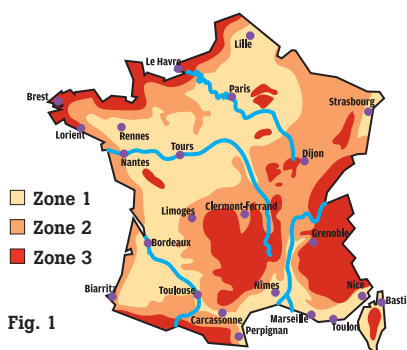 Lille
Le Havre
Brest
Paris
Strasbourg
Lorient
Rennes
Tours
Dijon
Nantes
Zone 1
Zone 2
Zone 3
Limoges
Clermont-Ferrand
Grenoble
Bordeaux
Biarritz
Toulouse
Nîmes
Nice
Basti
Carcassonne
Marseille
Toulon
Perpignan
Fig. 1